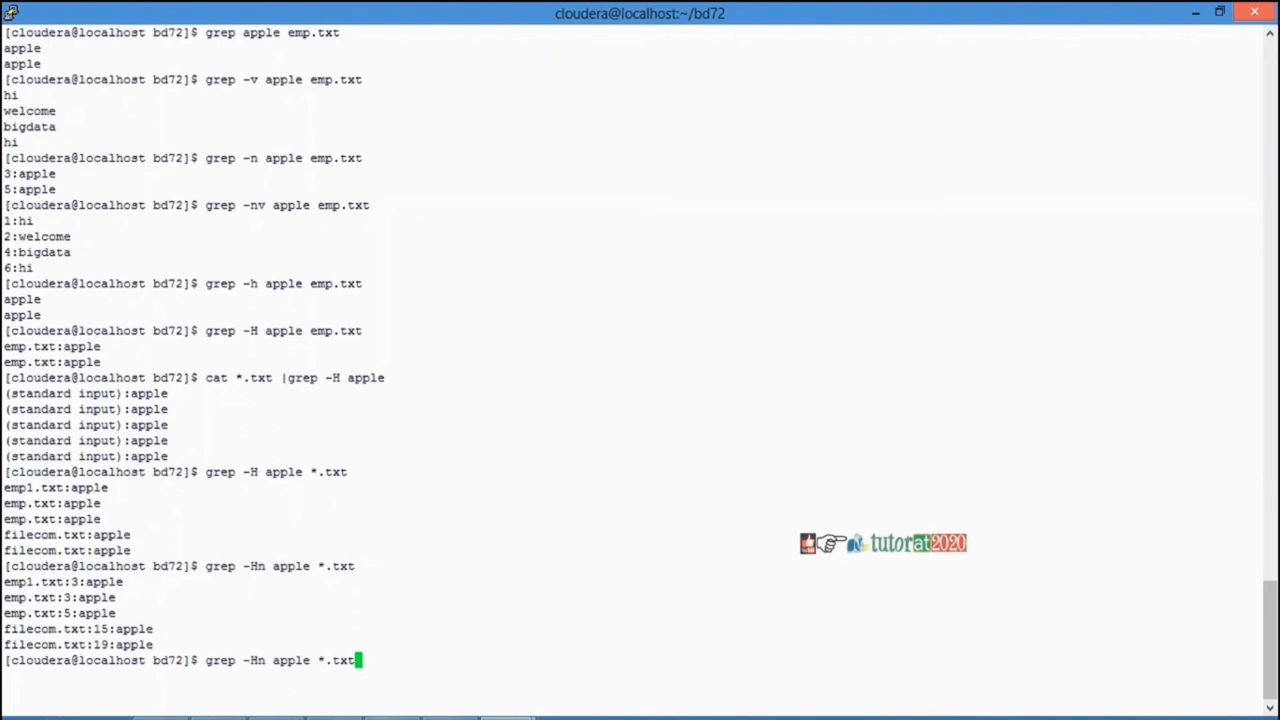 cloudera@localhost:~/bd72
[cloudera@localhost bd72]$ grep apple emp.txt
apple
apple
[cloudera@localhost bd72]$ grep -v apple emp.txt
hi
welcome
bigdata
hi
[cloudera@localhost bd72]$ grep -n apple emp.txt
3:apple
5:apple
[cloudera@localhost bd72]$ grep -nv apple emp.txt
1:hi
2:welcome
4:bigdata
6:hi
[cloudera@localhost bd72]$ grep -h apple emp.txt
apple
apple
[cloudera@localhost bd72]$ grep -H apple emp.txt
emp.txt:apple
emp.txt:apple
[cloudera@localhost bd72]$ cat *.txt |grep -H apple
(standard input):apple
(standard input):apple
(standard input):apple
(standard input):apple
(standard input):apple
[cloudera@localhost bd72]$ grep -H apple *.txt
emp1.txt:apple
emp.txt:apple
emp.txt:apple
filecom.txt:apple
filecom.txt:apple
[cloudera@localhost bd72]$ grep -Hn apple *.txt
emp1.txt:3:apple
emp.txt:3:apple
emp.txt:5:apple
filecom.txt:15:apple
filecom.txt:19:apple
[cloudera@localhost bd72]$ grep -Hn apple *.txt
tutorat2020